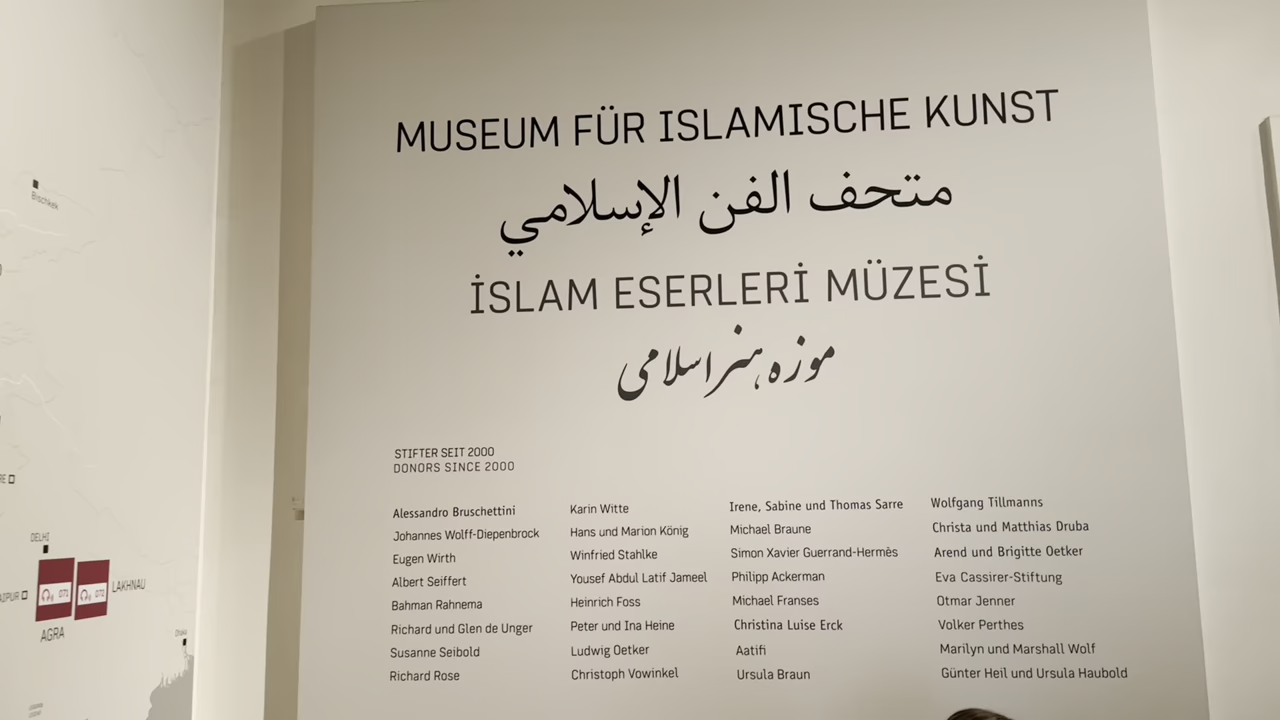 MUSEUM FÜR ISLAMISCHE KUNST
متحف الفن الإسلامي
İSLAM ESERLERİ MÜZESİ
موزه هنر اسلامی
STIFTER SEIT 2000
DONORS SINCE 2000
Alessandro Bruschettini
Johannes Wolff-Diepenbrock
Eugen Wirth
Albert Seiffert
Bahman Rahnema
Richard und Glen de Unger
Susanne Seibold
Richard Rose
Karin Witte
Hans und Marion König
Winfried Stahlke
Yousef Abdul Latif Jameel
Heinrich Foss
Peter und Ina Heine
Ludwig Oetker
Christoph Vowinkel
Irene, Sabine und Thomas Sarre
Michael Braune
Simon Xavier Guerrand-Hermès
Philipp Ackerman
Michael Franses
Christina Luise Erck
Aatifi
Ursula Braun
Wolfgang Tillmanns
Christa und Matthias Druba
Arend und Brigitte Oetker
Eva Cassirer-Stiftung
Otmar Jenner
Volker Perthes
Marilyn und Marshall Wolf
Günter Heil und Ursula Haubold
Bischkek
DELHI
071 072
LAKHNAU
AGRA
Dhaka